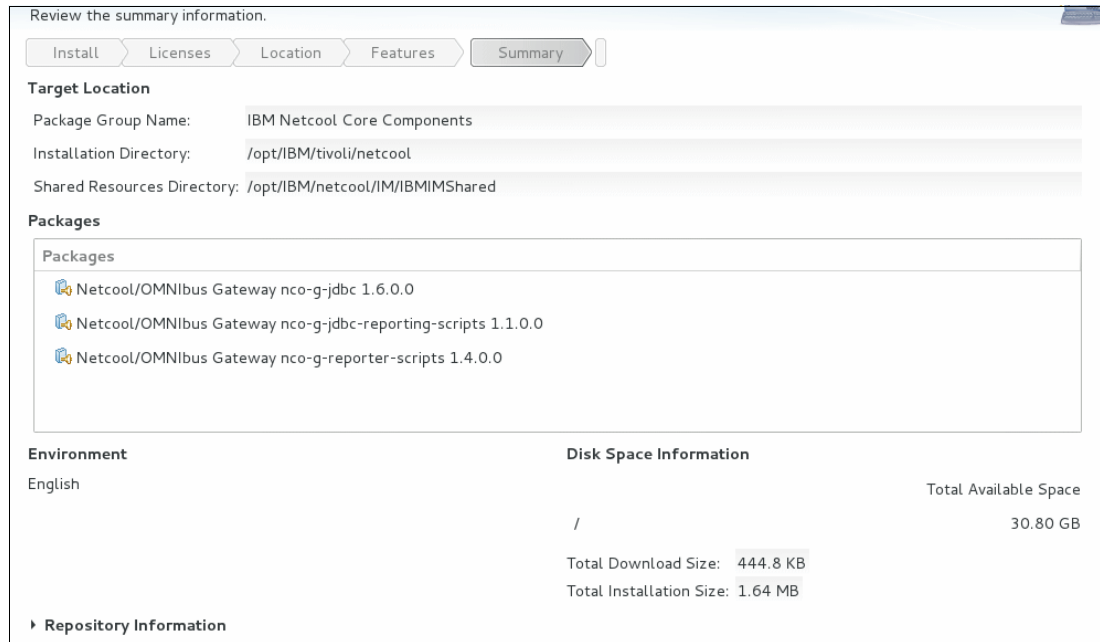 Review the summary information.
Install Licenses Location Features Summary
Target Location
Package Group Name: IBM Netcool Core Components
Installation Directory: /opt/IBM/tivoli/netcool
Shared Resources Directory: /opt/IBM/netcool/IM/IBMIMShared
Packages
Packages
Netcool/OMNIbus Gateway nco-g-jdbc 1.6.0.0
Netcool/OMNIbus Gateway nco-g-jdbc-reporting-scripts 1.1.0.0
Netcool/OMNIbus Gateway nco-g-reporter-scripts 1.4.0.0
Environment Disk Space Information
English
Total Available Space
/ 30.80 GB
Total Download Size: 444.8 KB
Total Installation Size: 1.64 MB
Repository Information